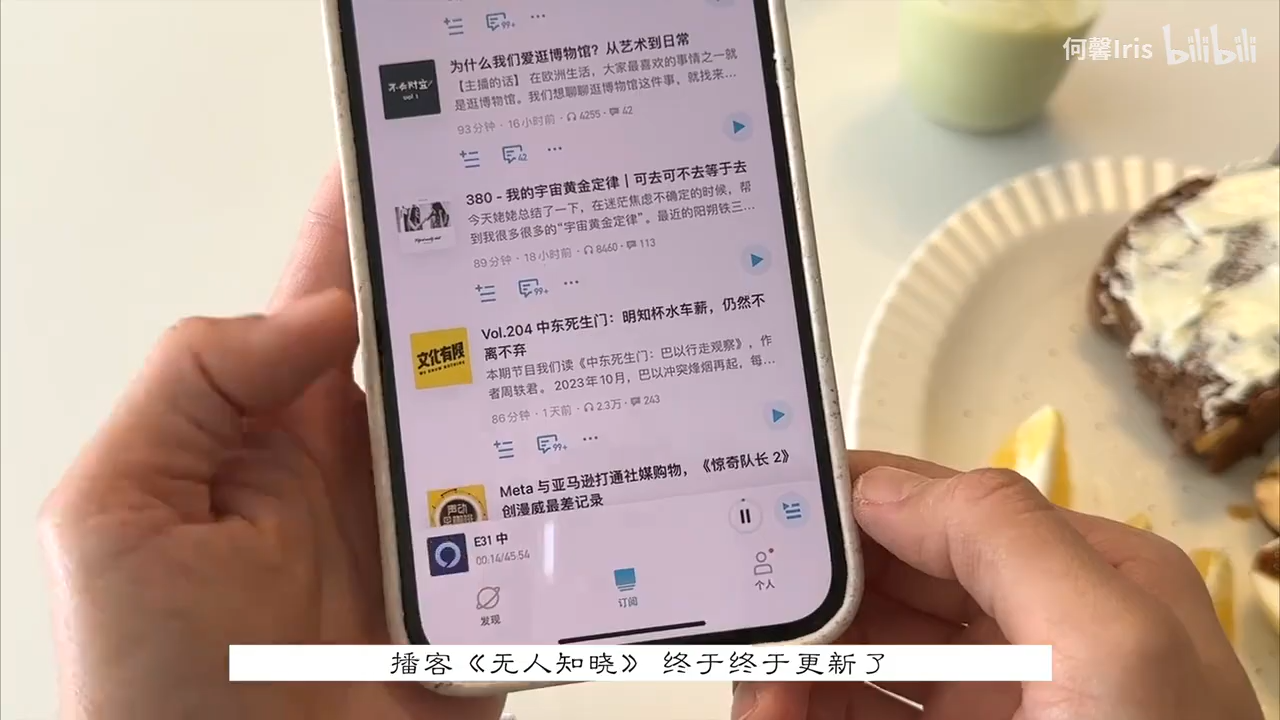 何馨Iris bilibili
99+
为什么我们爱逛博物馆？从艺术到日常
【主播的话】在欧洲生活，大家最喜欢的事情之一就
是逛博物馆。我们想聊聊逛博物馆这件事，就找来…
不合时宜
vol 1
93分钟 · 16小时前 · 4255 · 42
42
380 - 我的宇宙黄金定律｜可去可不去等于去
今天姥姥总结了一下，在迷茫焦虑不确定的时候，帮
到我很多很多的“宇宙黄金定律”。最近的阳朔铁三…
89分钟 · 18小时前 · 8460 · 113
99+
Vol.204 中东死生门：明知杯水车薪，仍然不
离不弃
文化有限
本期节目我们读《中东死生门：巴以行走观察》，作
者周轶君。2023年10月，巴以冲突烽烟再起，每…
86分钟 · 1天前 · 2.3万 · 243
99+
Meta 与亚马逊打通社媒购物，《惊奇队长 2》
创漫威最差记录
声动
早咖啡
E31 中
00:14/45:54
发现
订阅
个人
播客《无人知晓》 终于终于更新了